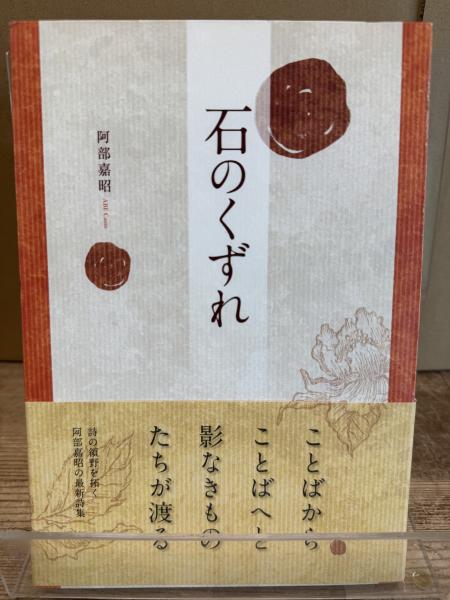 石のくずれ
阿部嘉昭
ABE Casio
ことばから
ことばへと
影なきもの
たちが渡る
詩の領野を拓く
阿部嘉昭の最新詩集